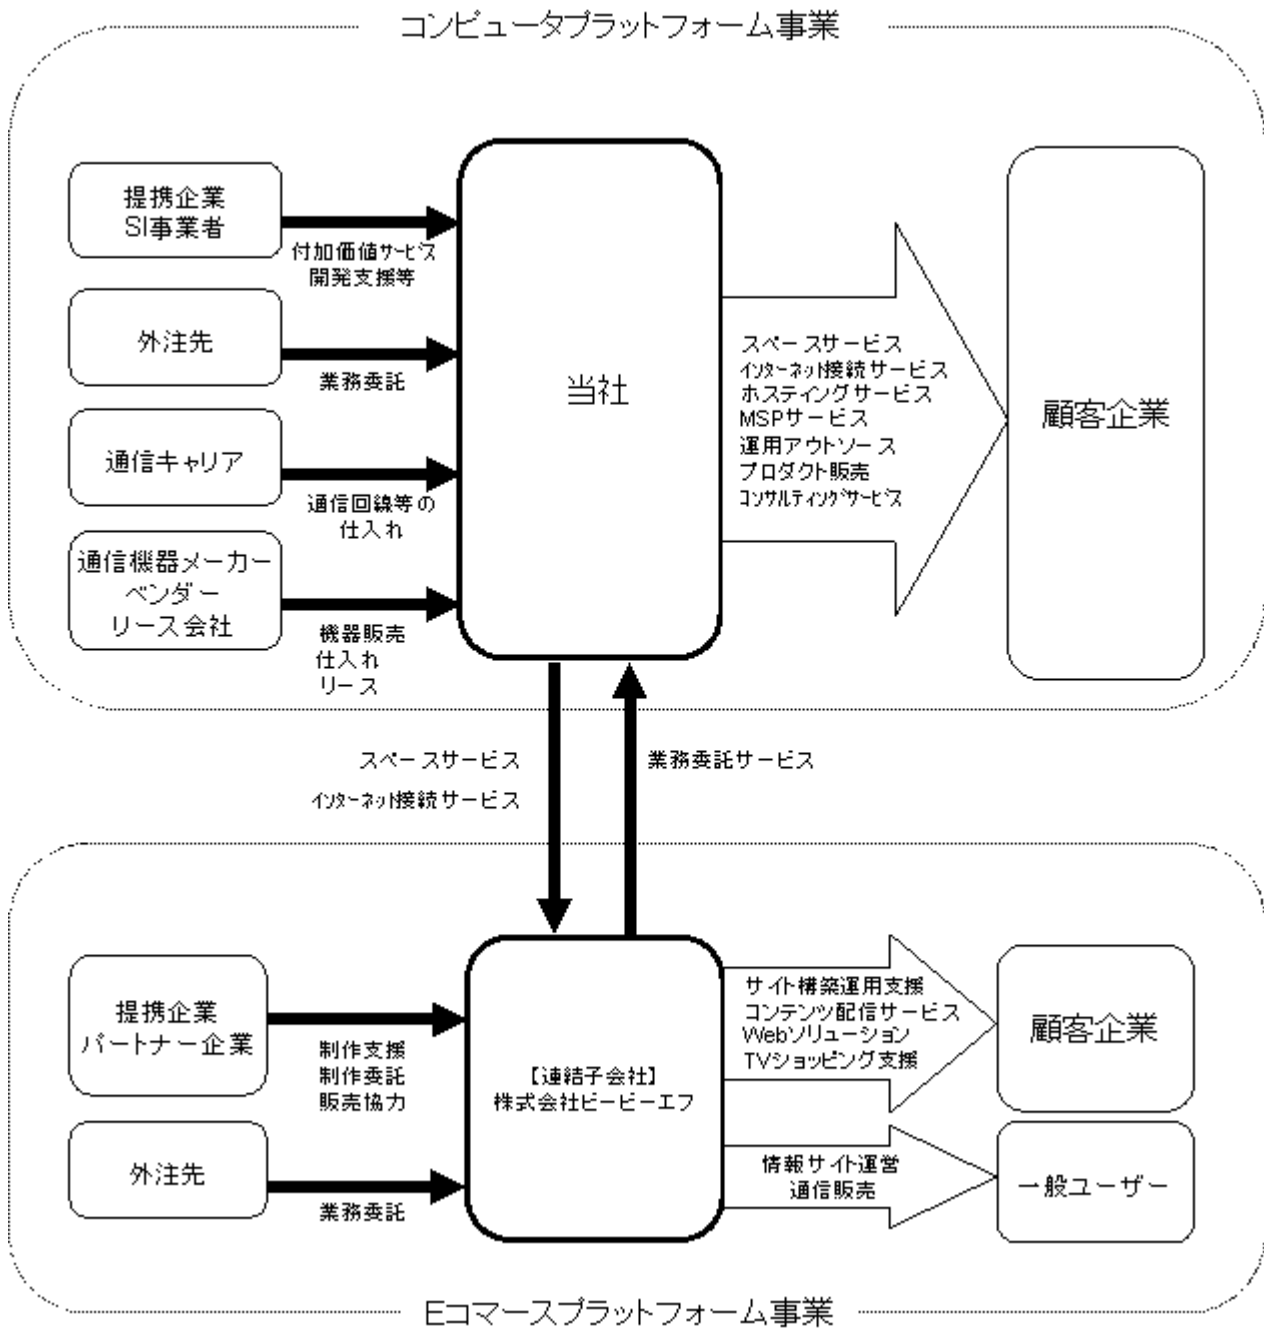 コンピュータプラットフォーム事業
提携企業
SI事業者
付加価値サービス
開発支援等
外注先
業務委託
通信キャリア
通信回線等の
仕入れ
通信機器メーカー
ベンダー
リース会社
機器販売
仕入れ
リース
当社
スペースサービス
インターネット接続サービス
ホスティングサービス
MSPサービス
運用アウトソース
プロダクト販売
コンサルティングサービス
顧客企業
スペースサービス
インターネット接続サービス
業務委託サービス
提携企業
パートナー企業
制作支援
制作委託
販売協力
外注先
業務委託
【連結子会社】
株式会社ビービーエフ
サイト構築運用支援
コンテンツ配信サービス
Webソリューション
TVショッピング支援
顧客企業
情報サイト運営
通信販売
一般ユーザー
Eコマースプラットフォーム事業